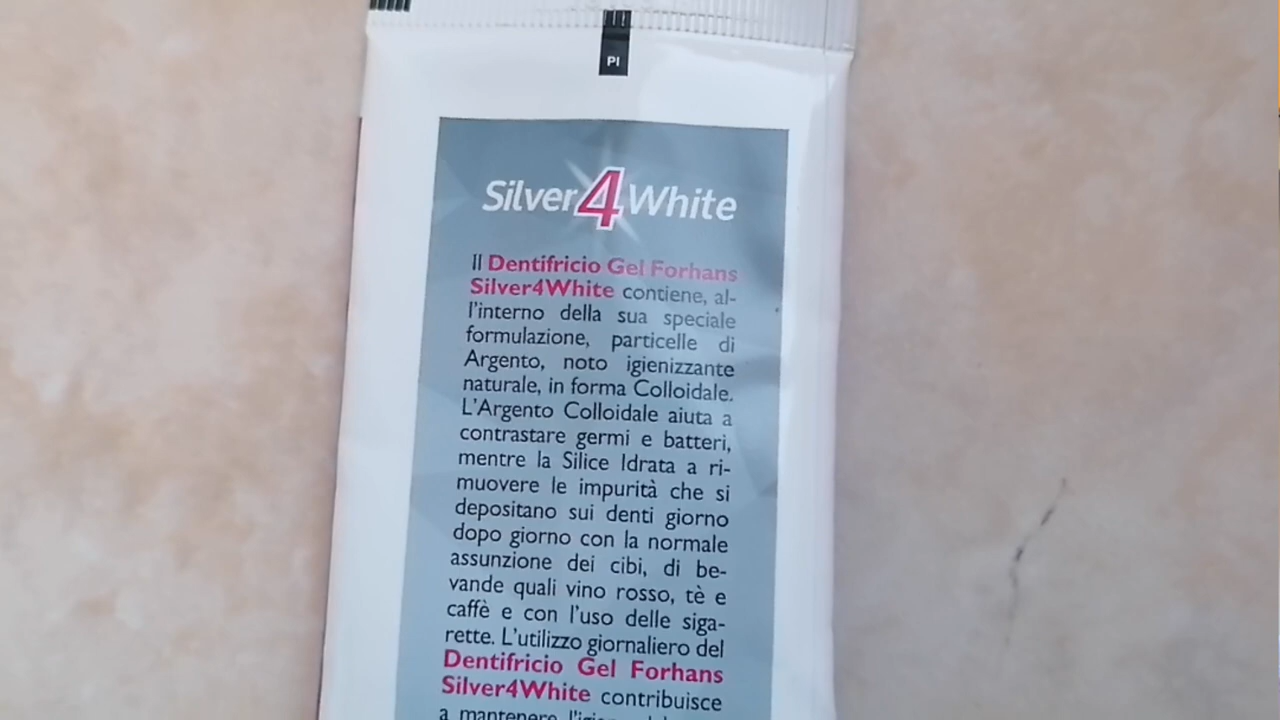 PI
Silver4White
Il Dentifricio Gel Forhans
Silver4White contiene, al-
l'interno della sua speciale
formulazione, particelle di
Argento, noto igienizzante
naturale, in forma Colloidale.
L'Argento Colloidale aiuta a
contrastare germi e batteri,
mentre la Silice Idrata a ri-
muovere le impurità che si
depositano sui denti giorno
dopo giorno con la normale
assunzione dei cibi, di be-
vande quali vino rosso, tè e
caffè e con l'uso delle siga-
rette. L'utilizzo giornaliero del
Dentifricio Gel Forhans
Silver4White contribuisce
a mantenere l'igiene